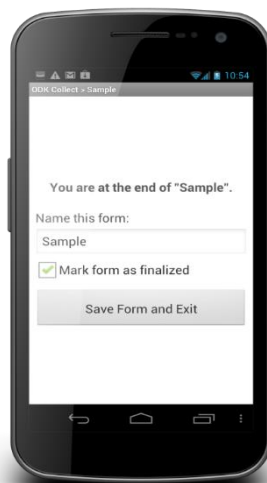 10:54
ODK Collect > Sample
You are at the end of "Sample".
Name this form:
Sample
Mark form as finalized
Save Form and Exit